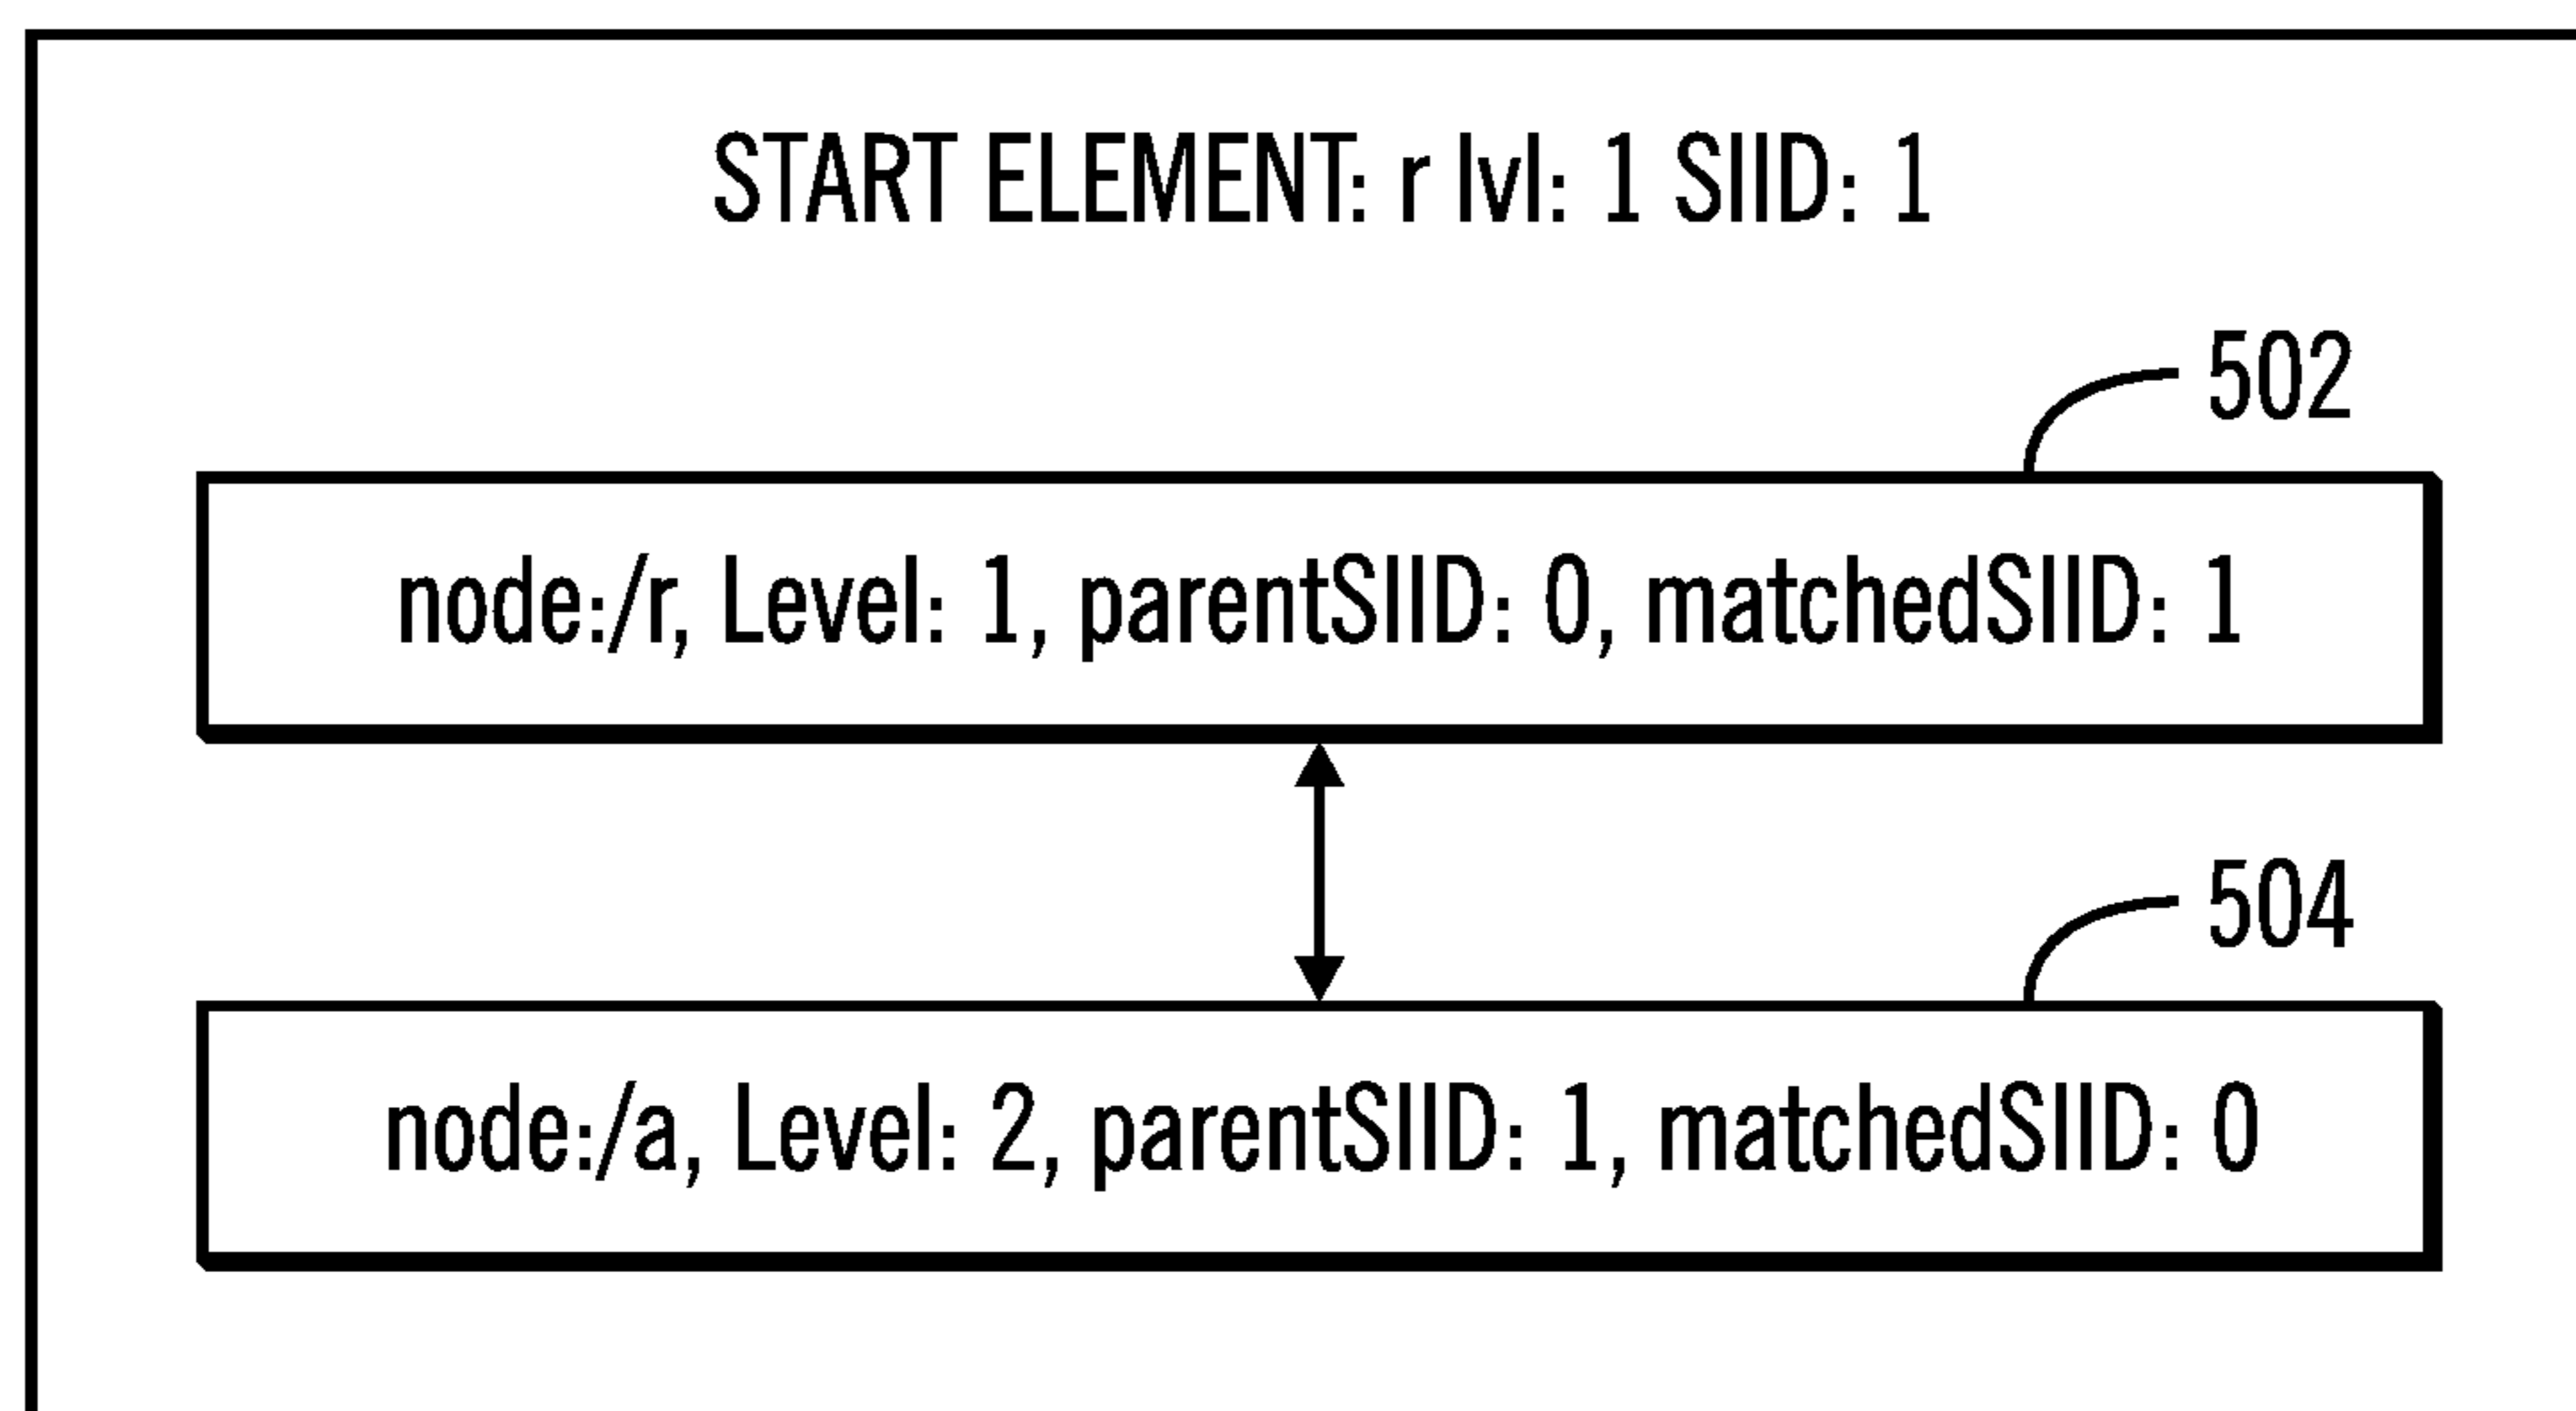 START ELEMENT: r lvl: 1 SIID: 1
502
node:/r, Level: 1, parentSIID: 0, matchedSIID: 1
504
node:/a, Level: 2, parentSIID: 1, matchedSIID: 0